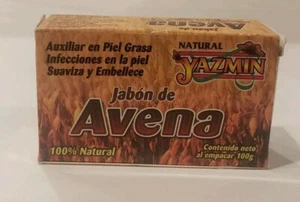 Auxiliar en Piel Grasa
Infecciones en la piel
Suaviza y Embellece
NATURAL
YAZMIN
Jabón de
Avena
100% Natural
Contenido neto
al empacar 100g